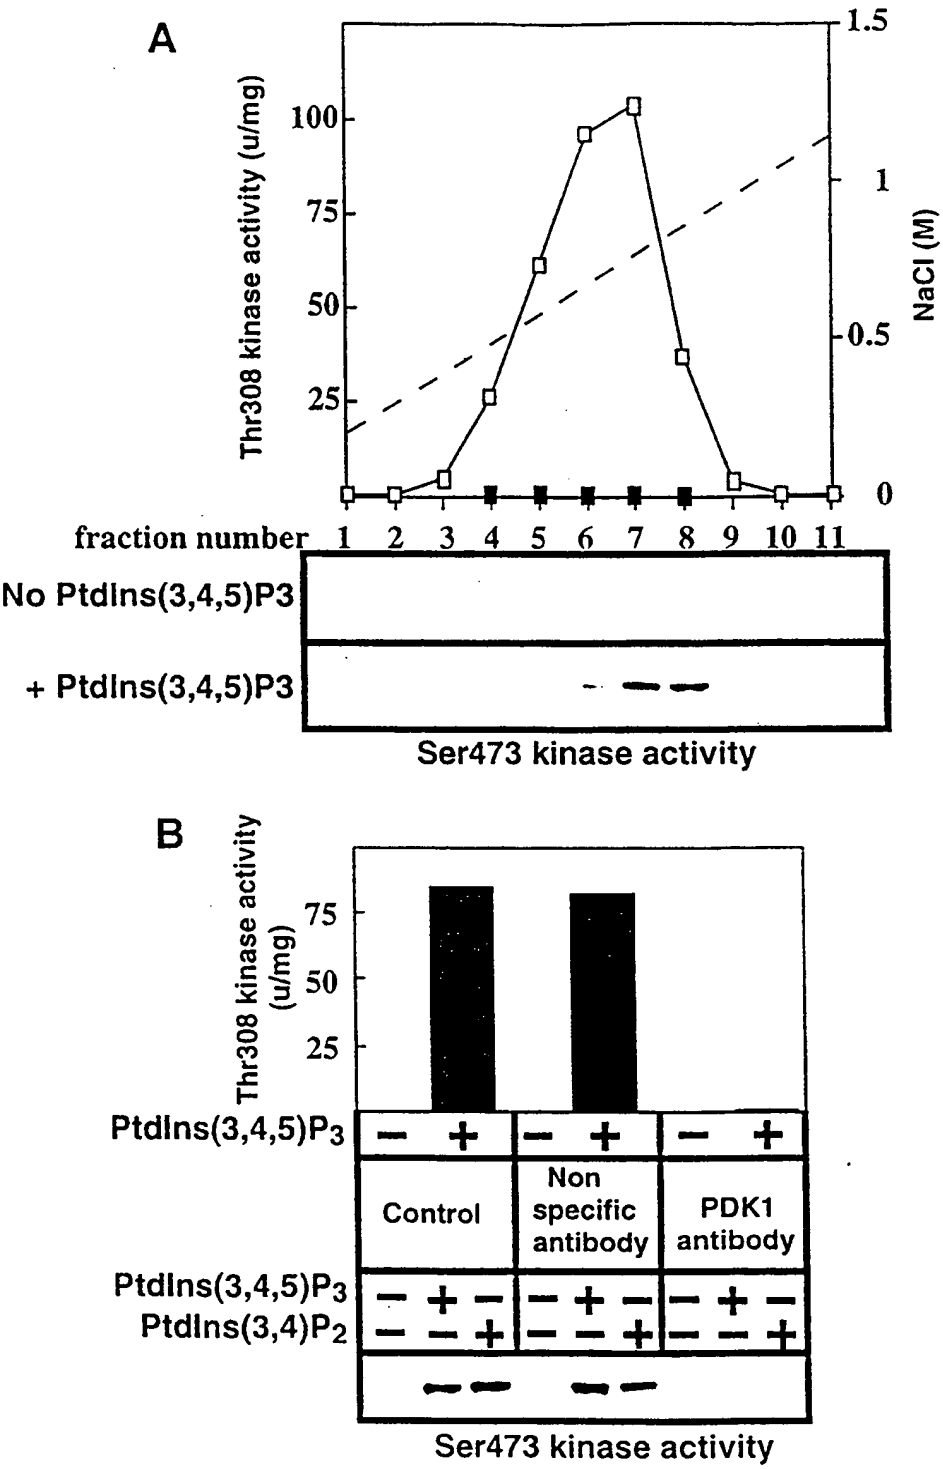 A
1.5
100
75
50
25
1
0.5
0
Thr308 kinase activity (u/mg)
NaCl (M)
fraction number 1 2 3 4 5 6 7 8 9 10 11
No PtdIns(3,4,5)P3
+ PtdIns(3,4,5)P3
Ser473 kinase activity
B
Thr308 kinase activity
(u/mg)
75
50
25
PtdIns(3,4,5)P3 − + − + − +
Control
Non
specific
antibody
PDK1
antibody
PtdIns(3,4,5)P3 − + − − + − − + −
PtdIns(3,4)P2 − − + − − + − − +
Ser473 kinase activity